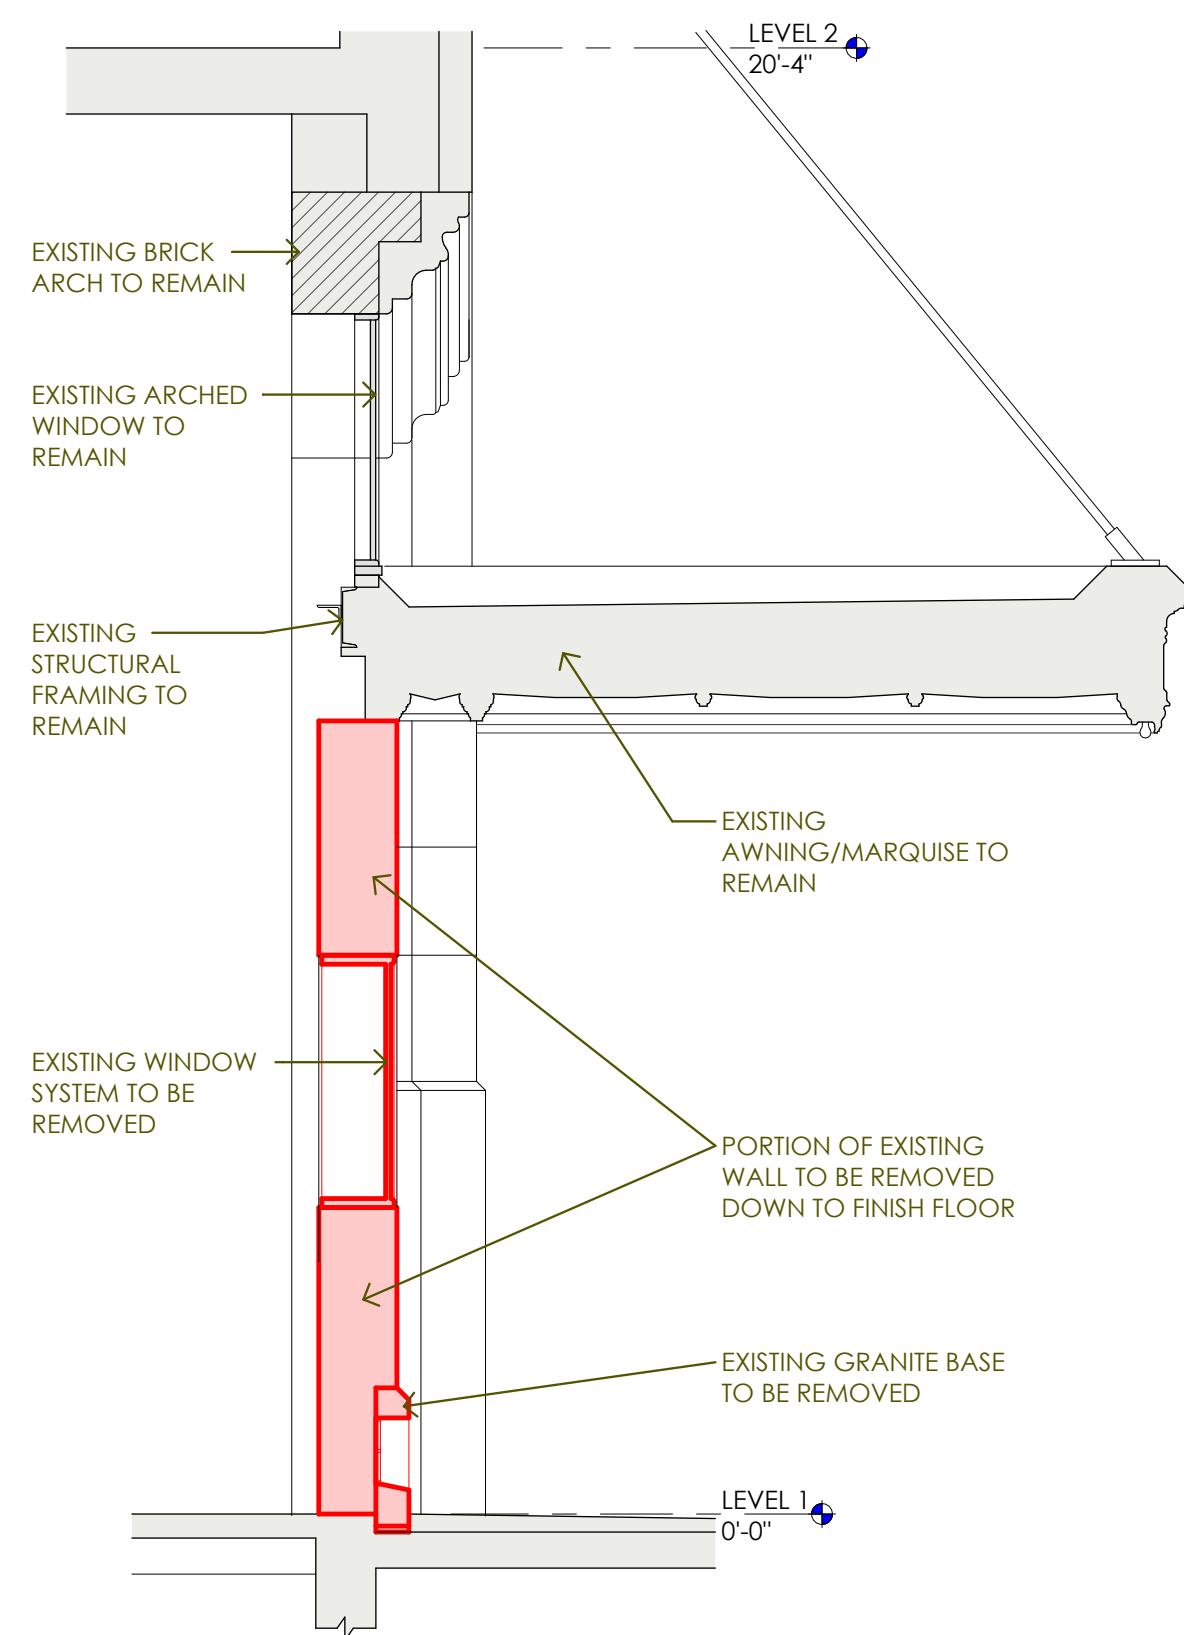 LEVEL 2
20'-4"
EXISTING BRICK
ARCH TO REMAIN
EXISTING ARCHED
WINDOW TO
REMAIN
EXISTING
STRUCTURAL
FRAMING TO
REMAIN
EXISTING
AWNING/MARQUISE TO
REMAIN
EXISTING WINDOW
SYSTEM TO BE
REMOVED
PORTION OF EXISTING
WALL TO BE REMOVED
DOWN TO FINISH FLOOR
EXISTING GRANITE BASE
TO BE REMOVED
LEVEL 1
0'-0"